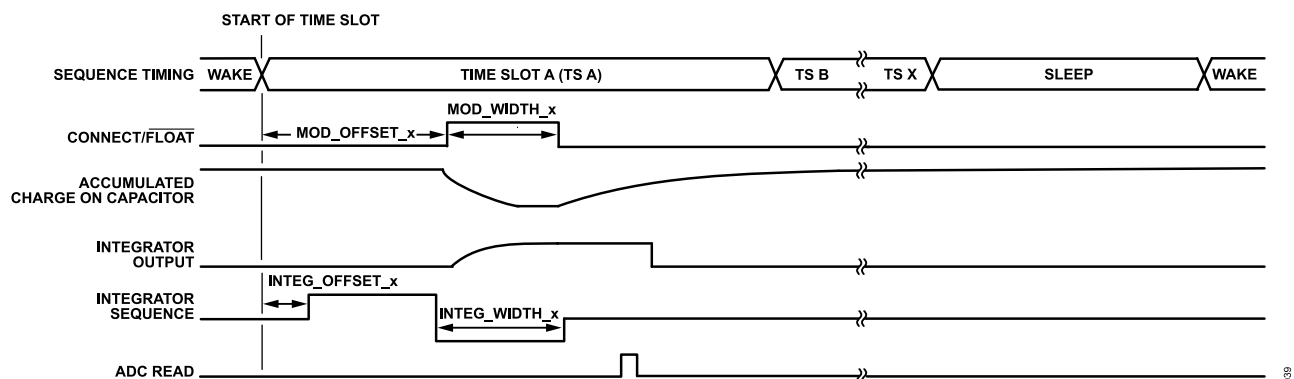 START OF TIME SLOT
SEQUENCE TIMING
WAKE
TIME SLOT A (TS A)
TS B
TS X
SLEEP
WAKE
CONNECT/FLOAT
MOD_OFFSET_x
MOD_WIDTH_x
ACCUMULATED
CHARGE ON CAPACITOR
INTEGRATOR
OUTPUT
INTEG_OFFSET_x
INTEGRATOR
SEQUENCE
INTEG_WIDTH_x
ADC READ
039